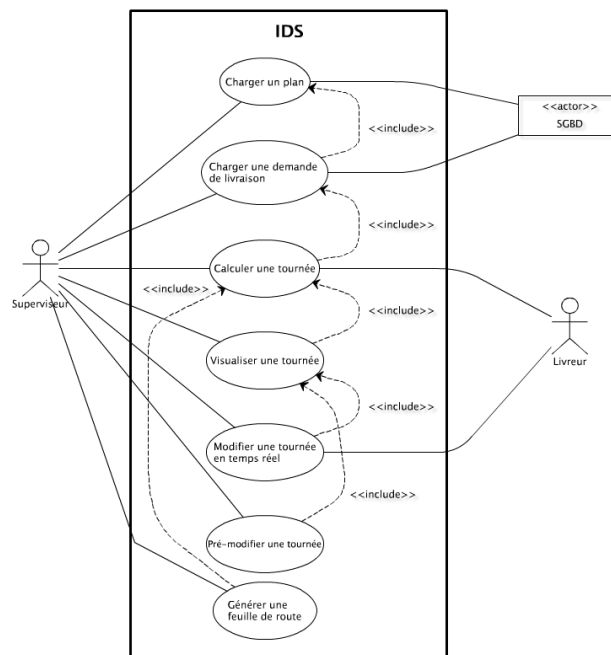 IDS
Charger un plan
<<actor>>
SGBD
<<include>>
Charger une demande
de livraison
<<include>>
Calculer une tournée
<<include>>
Superviseur
<<include>>
Visualiser une tournée
Livreur
<<include>>
Modifier une tournée
en temps réel
<<include>>
Pré-modifier une tournée
Générer une
feuille de route